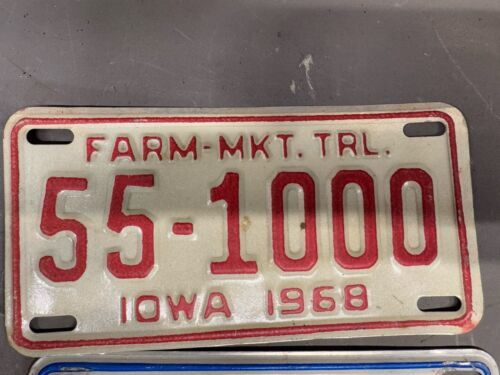 FARM-MKT. TRL.
55-1000
IOWA 1968